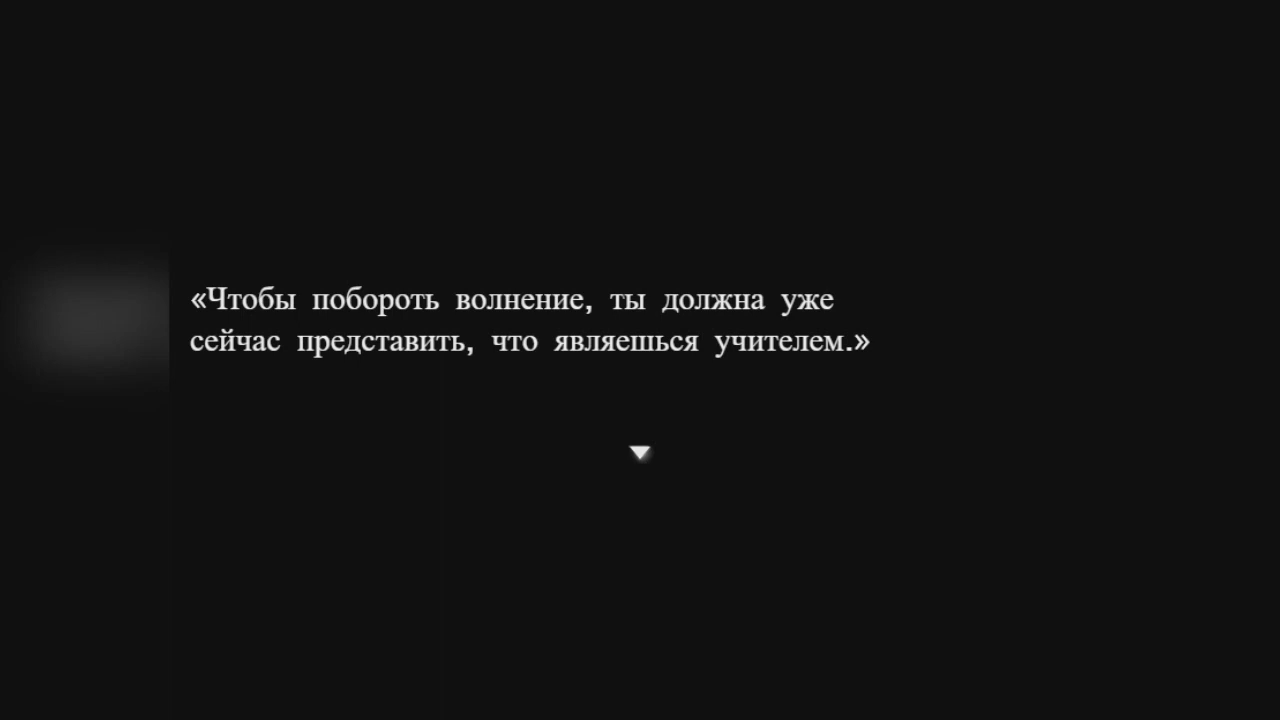 «Чтобы побороть волнение, ты должна уже
сейчас представить, что являешься учителем.»